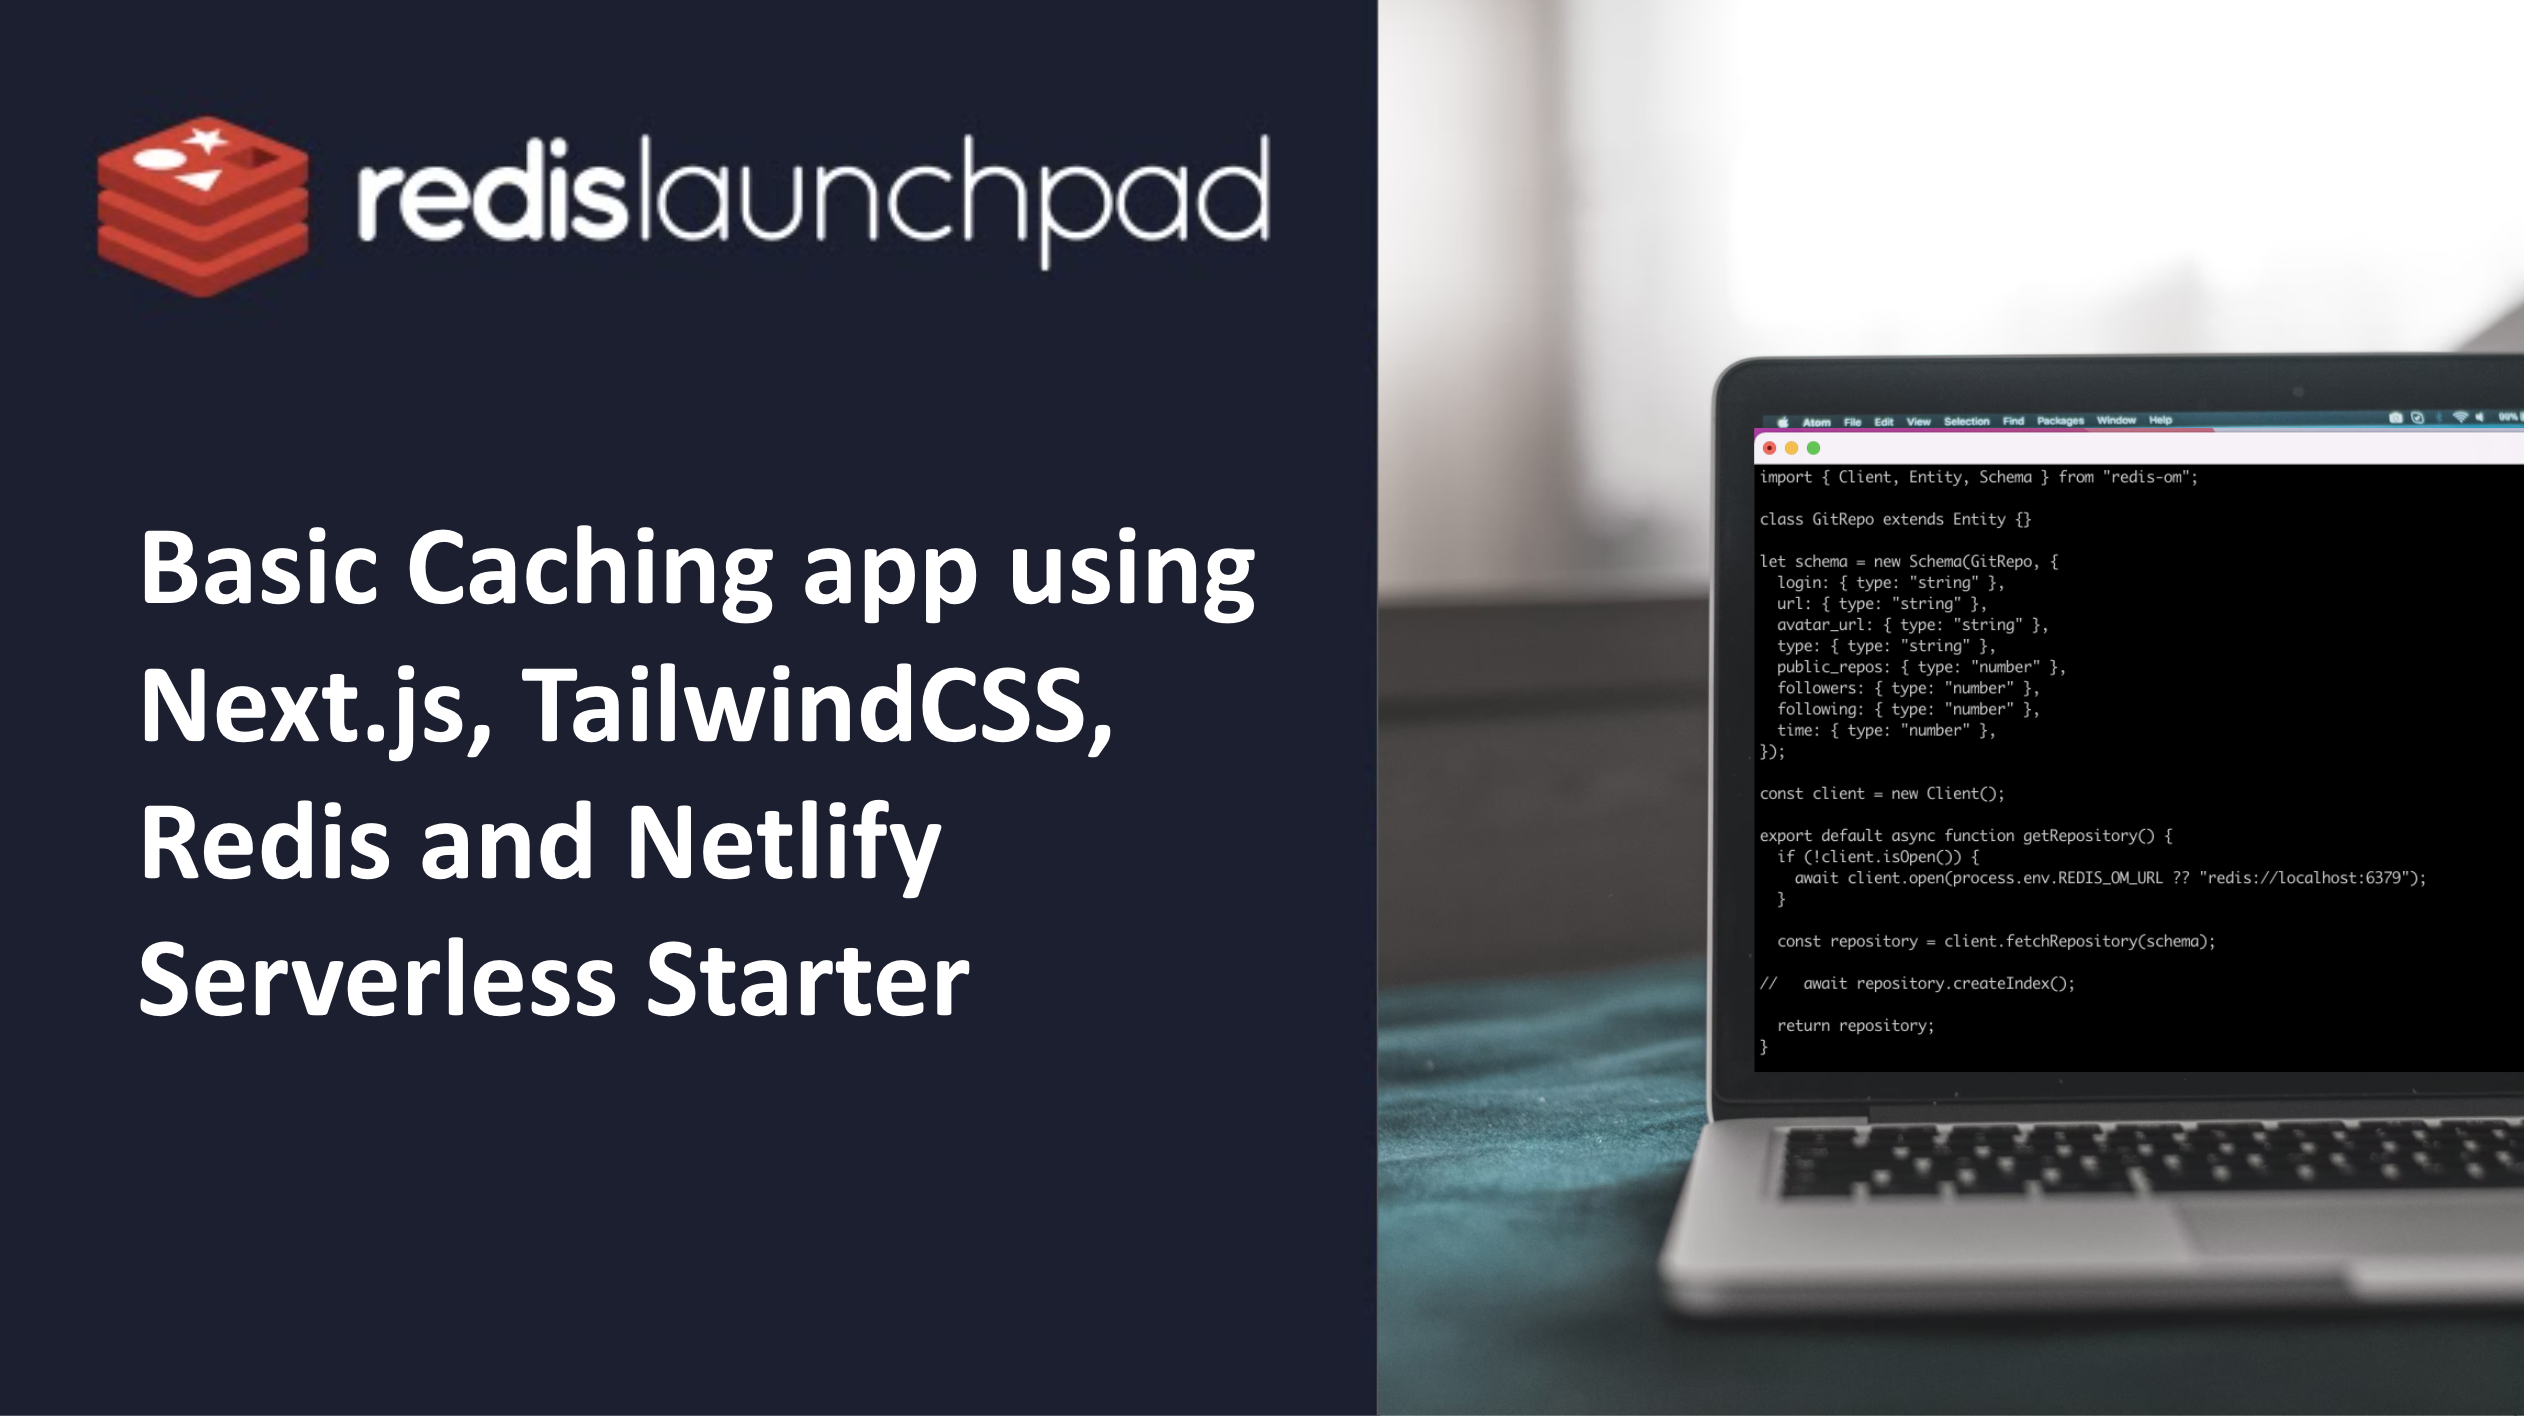 redislaunchpad
Basic Caching app using
Next.js, TailwindCSS,
Redis and Netlify
Serverless Starter
Atom File Edit View Selection Find Packages Window Help 99%
import { Client, Entity, Schema } from "redis-om";
class GitRepo extends Entity {}
let schema = new Schema(GitRepo, {
  login: { type: "string" },
  url: { type: "string" },
  avatar_url: { type: "string" },
  type: { type: "string" },
  public_repos: { type: "number" },
  followers: { type: "number" },
  following: { type: "number" },
  time: { type: "number" },
});
const client = new Client();
export default async function getRepository() {
  if (!client.isOpen()) {
    await client.open(process.env.REDIS_OM_URL ?? "redis://localhost:6379");
  }
  const repository = client.fetchRepository(schema);
//   await repository.createIndex();
  return repository;
}